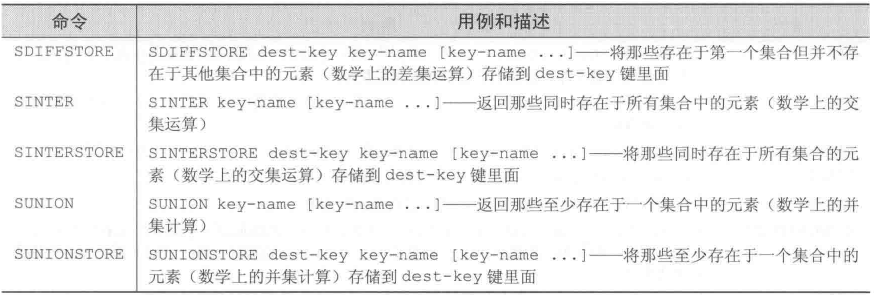 命令 用例和描述
SDIFFSTORE SDIFFSTORE dest-key key-name [key-name ...]——将那些存在于第一个集合但并不存
在于其他集合中的元素（数学上的差集运算）存储到 dest-key 键里面
SINTER SINTER key-name [key-name ...]——返回那些同时存在于所有集合中的元素（数学上的交
集运算）
SINTERSTORE SINTERSTORE dest-key key-name [key-name ...]——将那些同时存在于所有集合的元
素（数学上的交集运算）存储到 dest-key 键里面
SUNION SUNION key-name [key-name ...]——返回那些至少存在于一个集合中的元素（数学上的并
集计算）
SUNIONSTORE SUNIONSTORE dest-key key-name [key-name ...]——将那些至少存在于一个集合中的
元素（数学上的并集计算）存储到 dest-key 键里面